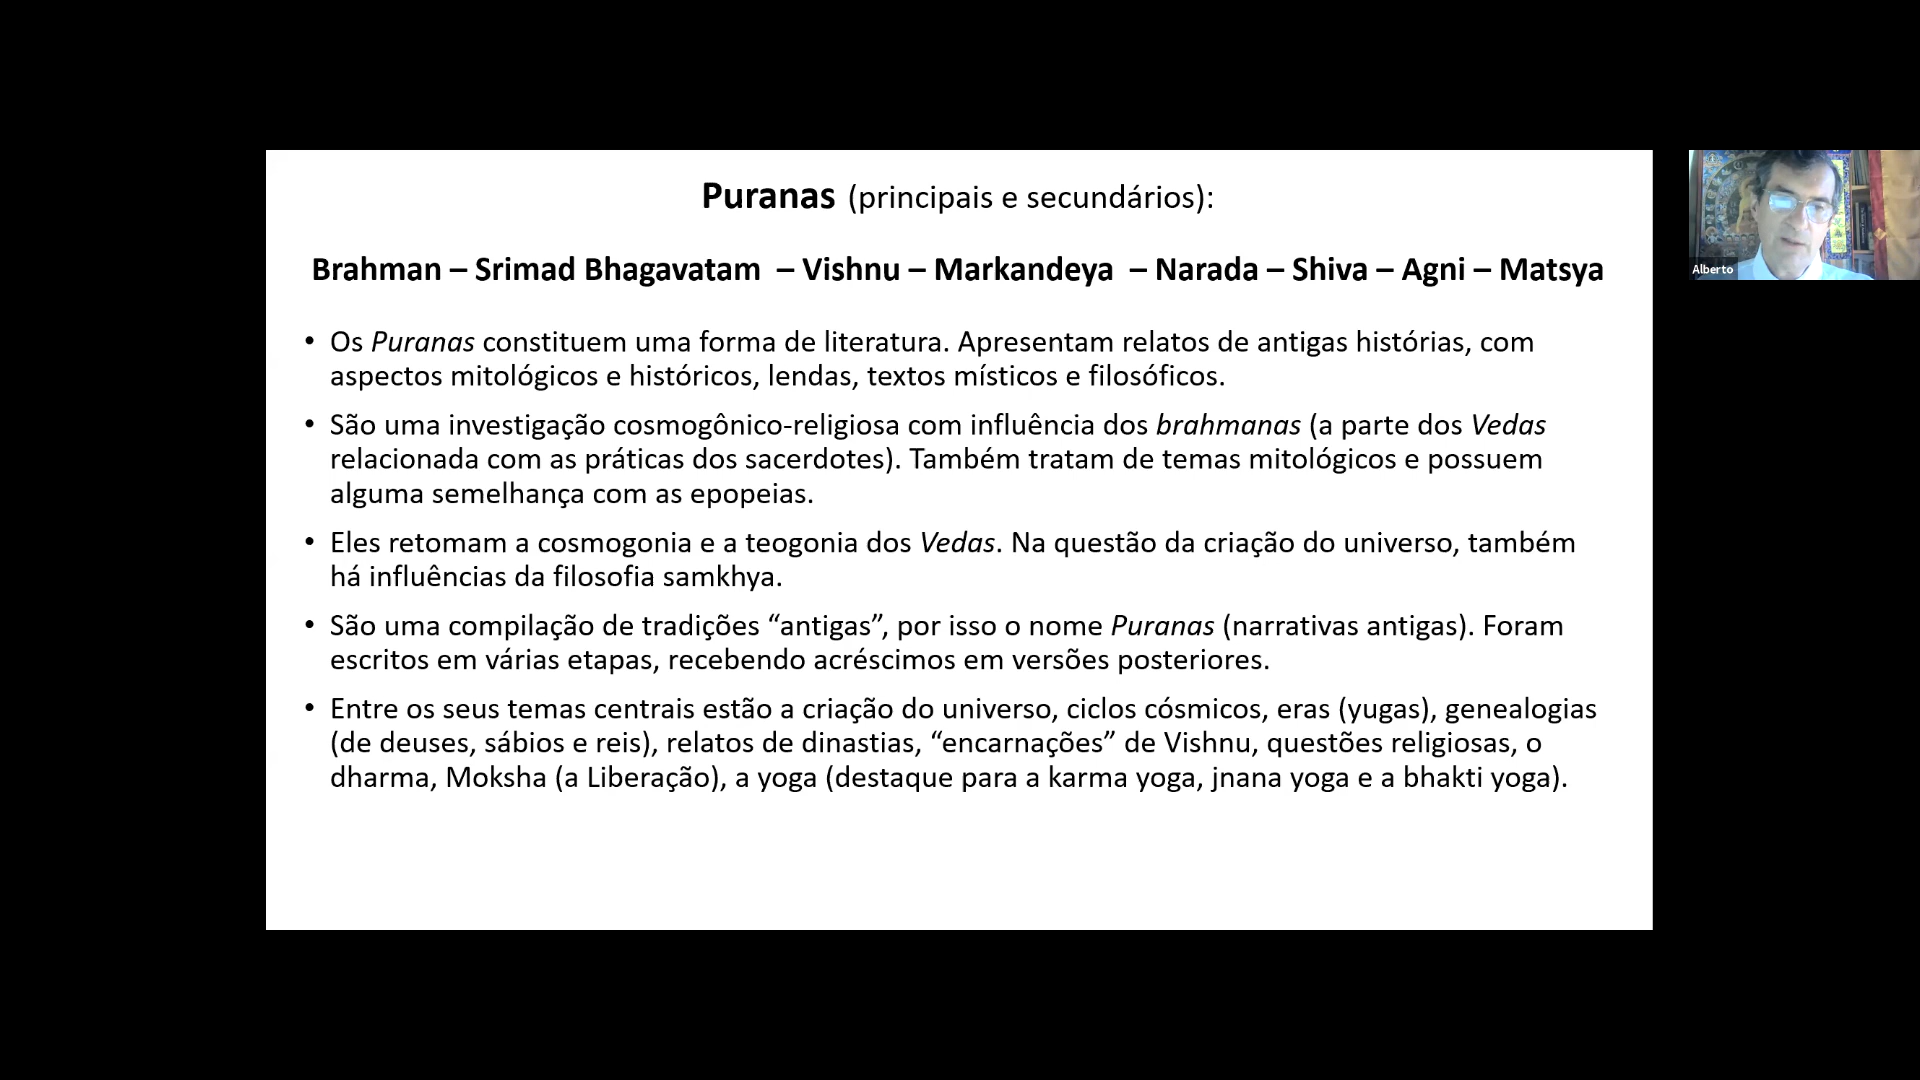 Puranas (principais e secundários):
Brahman – Srimad Bhagavatam – Vishnu – Markandeya – Narada – Shiva – Agni – Matsya
• Os Puranas constituem uma forma de literatura. Apresentam relatos de antigas histórias, com
aspectos mitológicos e históricos, lendas, textos místicos e filosóficos.
• São uma investigação cosmogônico-religiosa com influência dos brahmanas (a parte dos Vedas
relacionada com as práticas dos sacerdotes). Também tratam de temas mitológicos e possuem
alguma semelhança com as epopeias.
• Eles retomam a cosmogonia e a teogonia dos Vedas. Na questão da criação do universo, também
há influências da filosofia samkhya.
• São uma compilação de tradições “antigas”, por isso o nome Puranas (narrativas antigas). Foram
escritos em várias etapas, recebendo acréscimos em versões posteriores.
• Entre os seus temas centrais estão a criação do universo, ciclos cósmicos, eras (yugas), genealogias
(de deuses, sábios e reis), relatos de dinastias, “encarnações” de Vishnu, questões religiosas, o
dharma, Moksha (a Liberação), a yoga (destaque para a karma yoga, jnana yoga e a bhakti yoga).
Alberto